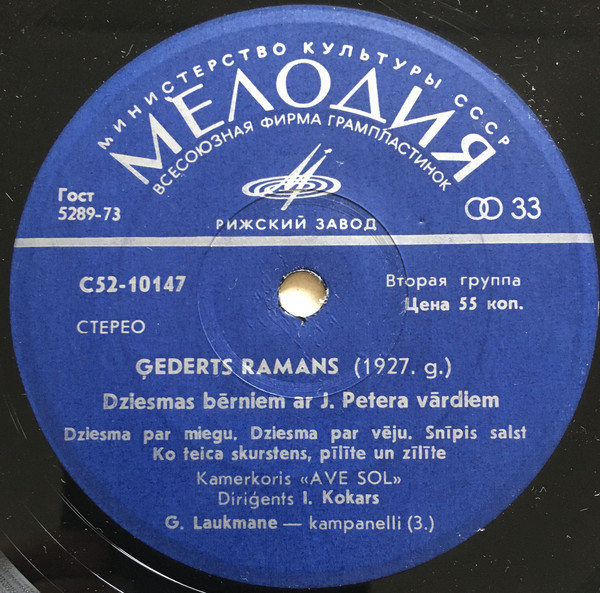 МИНИСТЕРСТВО КУЛЬТУРЫ СССР
МЕЛОДИЯ
ВСЕСОЮЗНАЯ ФИРМА ГРАМПЛАСТИНОК
Гост
5289-73
33
РИЖСКИЙ ЗАВОД
С52-10147
Вторая группа
Цена 55 коп.
СТЕРЕО
ĢEDERTS RAMANS (1927. g.)
Dziesmas bērniem ar J. Petera vārdiem
Dziesma par miegu. Dziesma par vēju. Snīpis salst
Ko teica skurstens, pīlīte un zīlīte
Kamerkoris «AVE SOL»
Diriģents I. Kokars
G. Laukmane — kampanelli (3.)